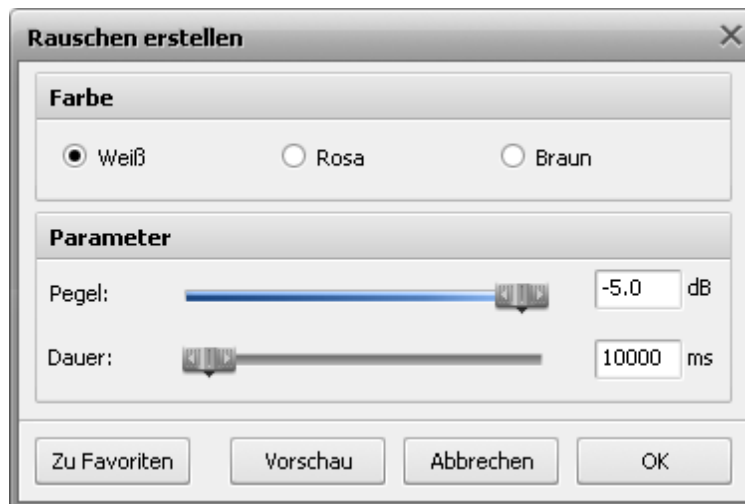 Rauschen erstellen
Farbe
Weiß Rosa Braun
Parameter
Pegel: -5.0 dB
Dauer: 10000 ms
Zu Favoriten Vorschau Abbrechen OK